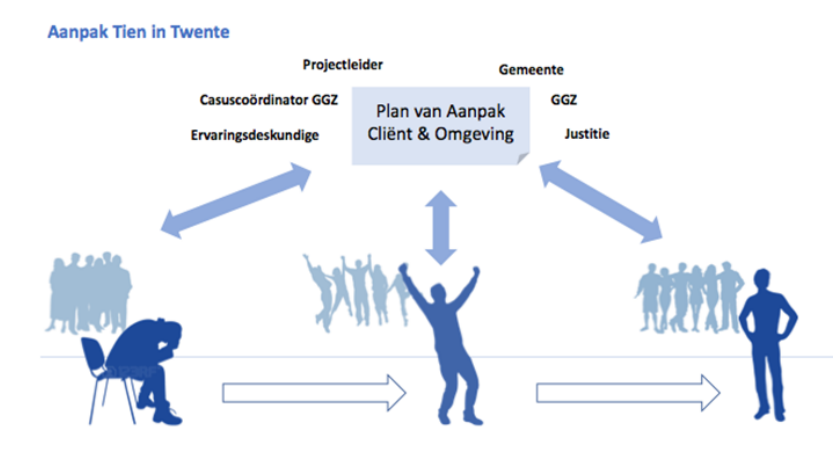 Aanpak Tien in Twente
Projectleider
Gemeente
Casuscoördinator GGZ
Plan van Aanpak
GGZ
Ervaringsdeskundige
Cliënt & Omgeving
Justitie